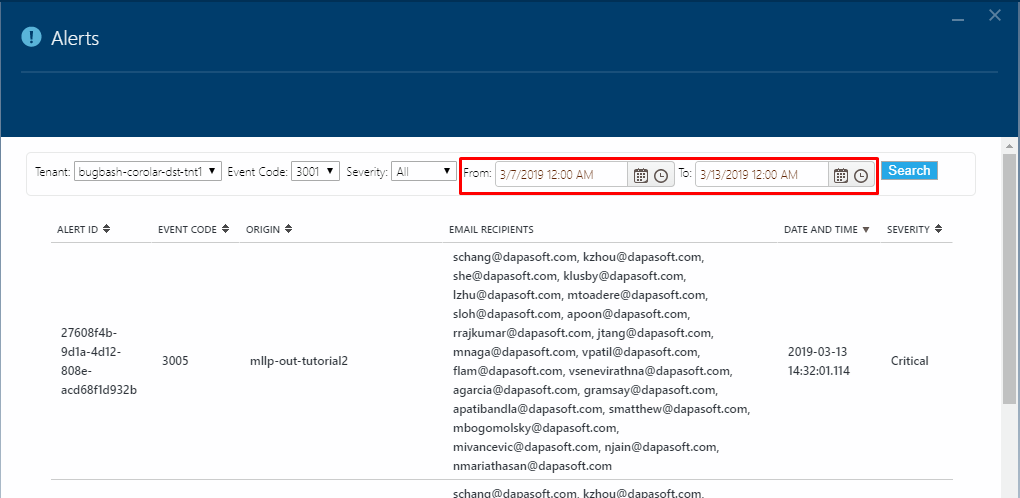 Alerts
Tenant: bugbash-corolar-dst-tnt1 Event Code: 3001 Severity: All From: 3/7/2019 12:00 AM To: 3/13/2019 12:00 AM Search
ALERT ID EVENT CODE ORIGIN EMAIL RECIPIENTS DATE AND TIME SEVERITY
27608f4b-
9d1a-4d12-
808e-
acd68f1d932b
3005
mllp-out-tutorial2
schang@dapasoft.com, kzhou@dapasoft.com,
she@dapasoft.com, klusby@dapasoft.com,
lzhu@dapasoft.com, mtoadere@dapasoft.com,
sloh@dapasoft.com, apoon@dapasoft.com,
rrajkumar@dapasoft.com, jtang@dapasoft.com,
mnaga@dapasoft.com, vpatil@dapasoft.com,
flam@dapasoft.com, vsenevirathna@dapasoft.com,
agarcia@dapasoft.com, gramsay@dapasoft.com,
apatibandla@dapasoft.com, smatthew@dapasoft.com,
mbogomolsky@dapasoft.com,
mivancevic@dapasoft.com, njain@dapasoft.com,
nmariathasan@dapasoft.com
2019-03-13
14:32:01.114
Critical
schang@dapasoft.com, kzhou@dapasoft.com,